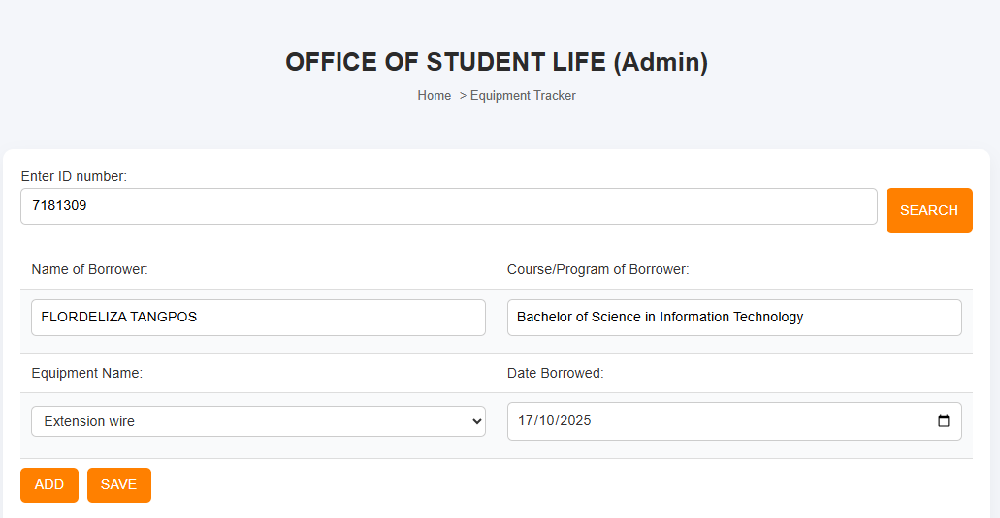 OFFICE OF STUDENT LIFE (Admin)
Home > Equipment Tracker
Enter ID number:
7181309
SEARCH
Name of Borrower: Course/Program of Borrower:
FLORDELIZA TANGPOS Bachelor of Science in Information Technology
Equipment Name: Date Borrowed:
Extension wire 17/10/2025
ADD SAVE